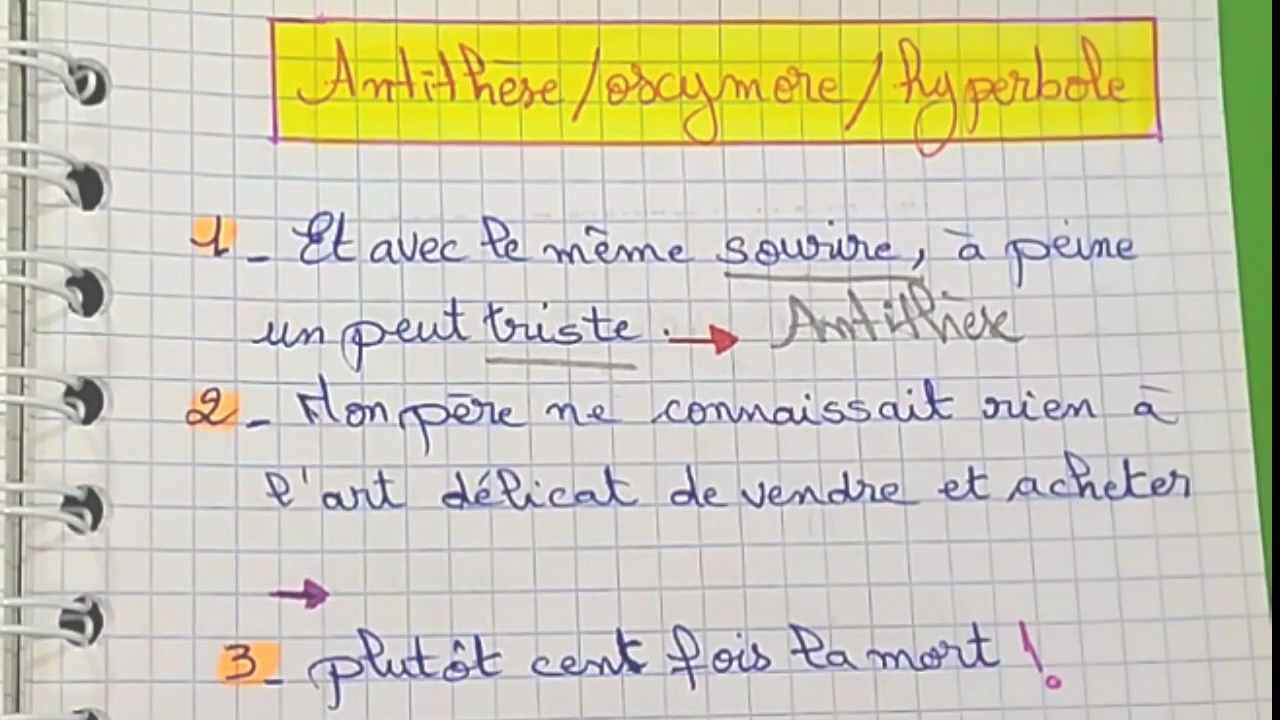 Antithèse/oxymore/hyperbole
1_ Et avec le même sourire, à peine
un peut triste. → Antithèse
2_ Mon père ne connaissait rien à
l'art délicat de vendre et acheter
→
3_ plutôt cent fois la mort !